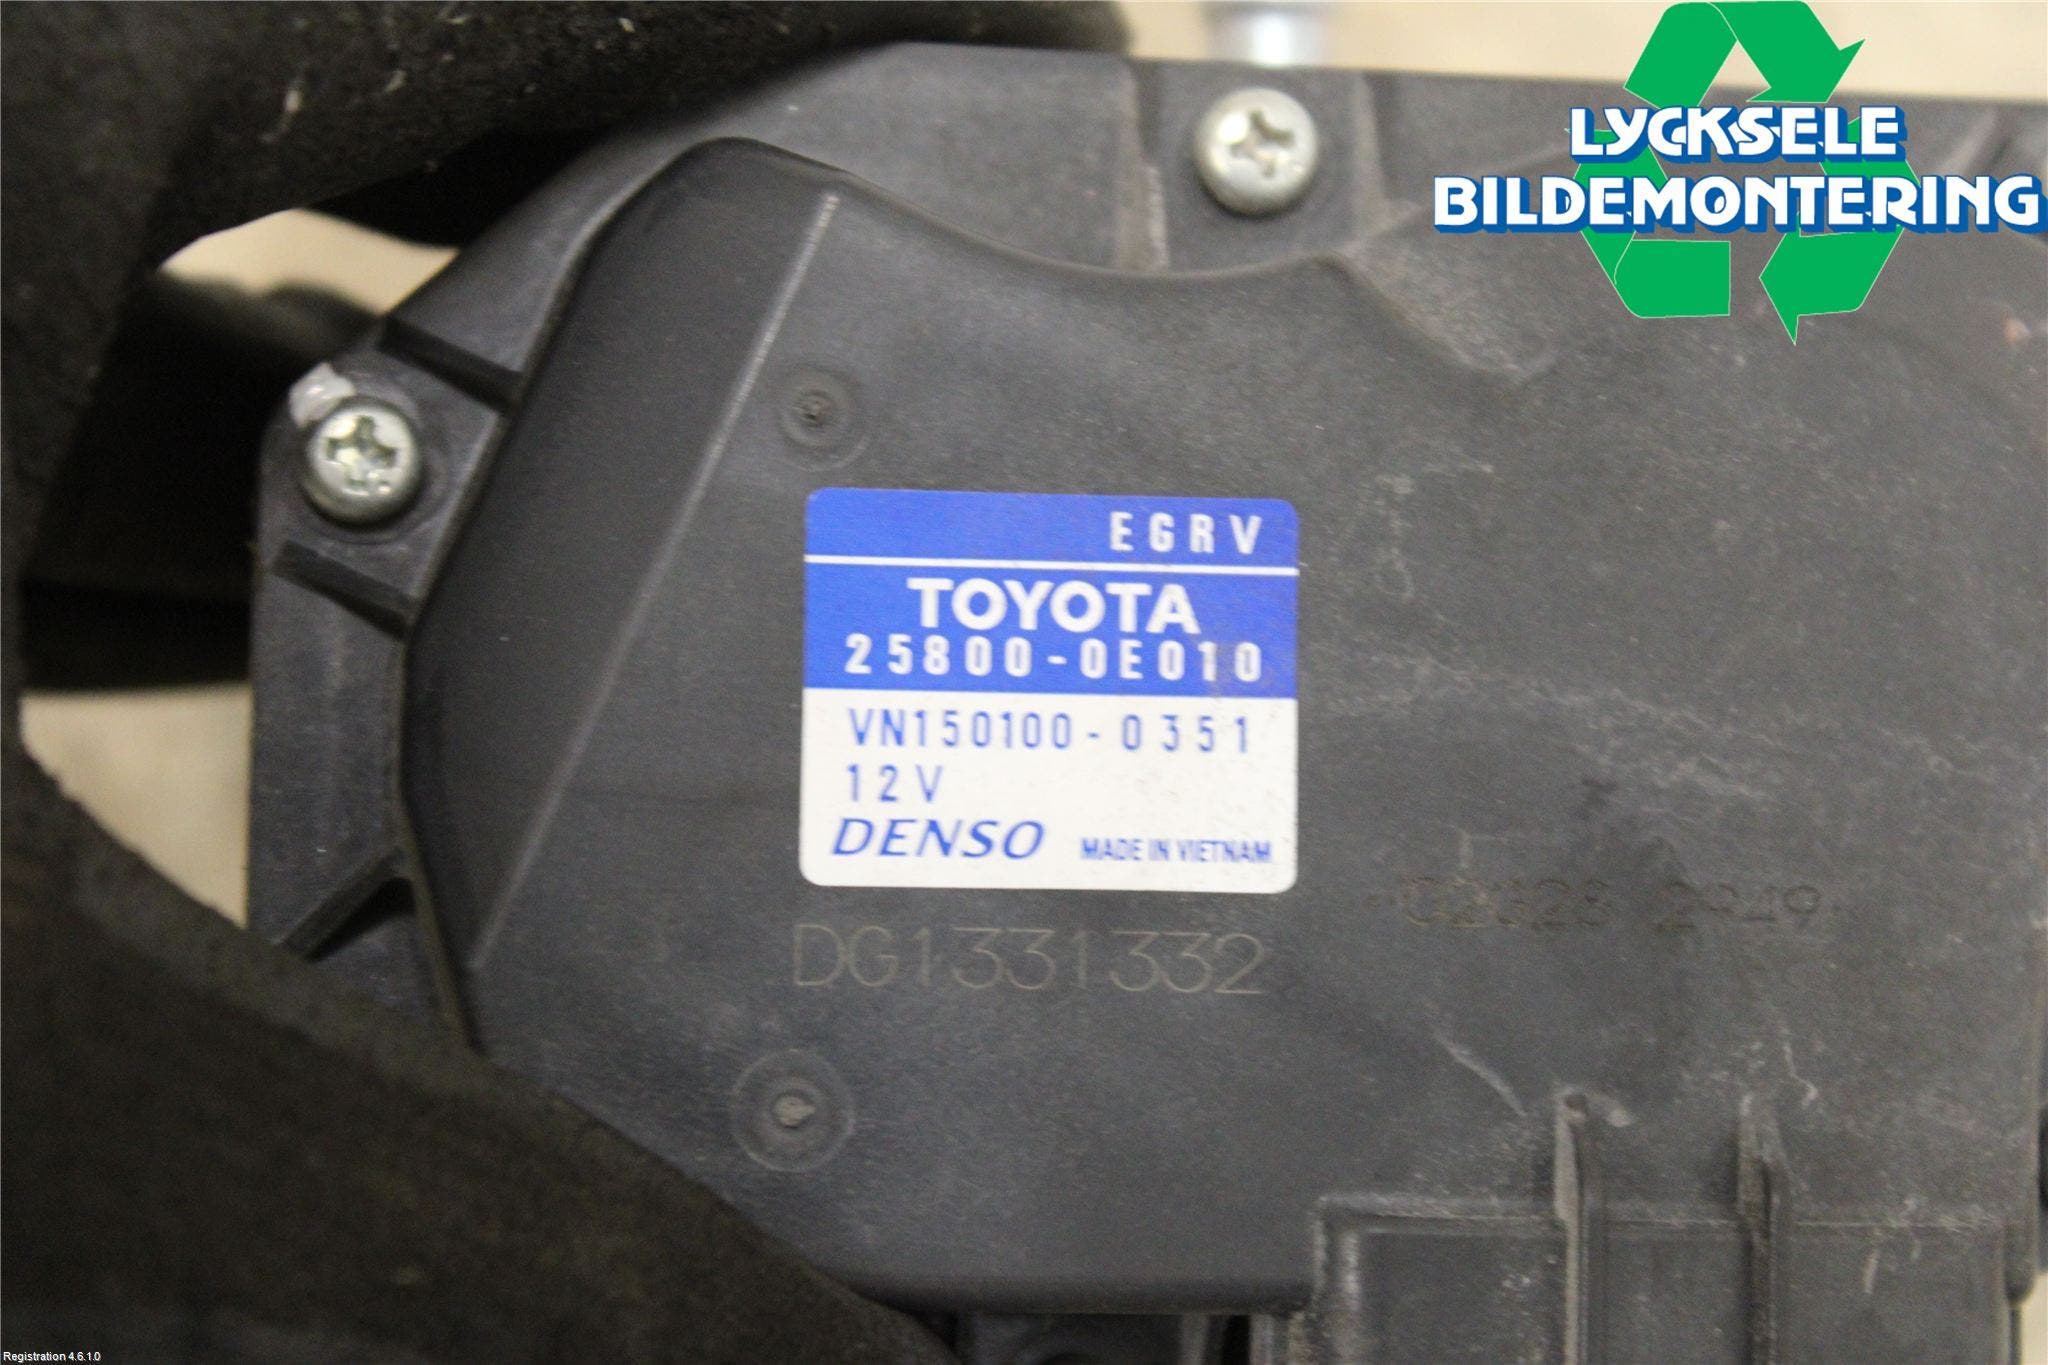 LYCKSELE
BILDEMONTERING
EGRV
TOYOTA
25800-0E010
VN150100-0351
12V
DENSO MADE IN VIETNAM
DG1331332
Registration 4.6.1.0